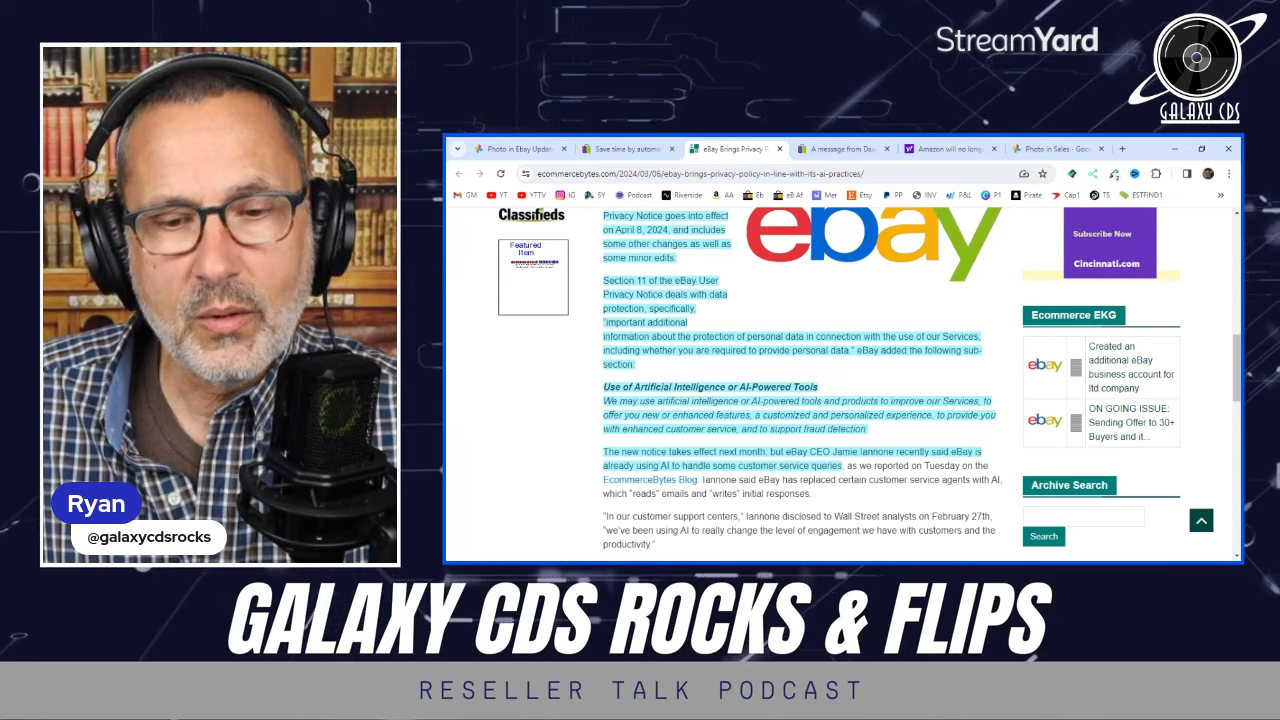 StreamYard
GALAXY CDS
Photo in Ebay Updat
Save time by autom
eBay Brings Privacy P
A message from Da
Amazon will no long
Photo in Sales - Goo
ecommercebytes.com/2024/03/06/ebay-brings-privacy-policy-in-line-with-its-ai-practices/
GM YT YTTV IG SY Podcast Riverside AA Eb eB Af Mer Etsy PP INV P&L P1 Pirate Cap1 TS ESTFIND1
Classifieds
Featured
Item
Privacy Notice goes into effect
on April 8, 2024, and includes
some other changes as well as
some minor edits.
Section 11 of the eBay User
Privacy Notice deals with data
protection, specifically,
"important additional
information about the protection of personal data in connection with the use of our Services,
including whether you are required to provide personal data." eBay added the following sub-
section:
Use of Artificial Intelligence or AI-Powered Tools
We may use artificial intelligence or AI-powered tools and products to improve our Services, to
offer you new or enhanced features, a customized and personalized experience, to provide you
with enhanced customer service, and to support fraud detection.
The new notice takes effect next month, but eBay CEO Jamie Iannone recently said eBay is
already using AI to handle some customer service queries, as we reported on Tuesday on the
EcommerceBytes Blog. Iannone said eBay has replaced certain customer service agents with AI,
which "reads" emails and "writes" initial responses.
"In our customer support centers," Iannone disclosed to Wall Street analysts on February 27th,
"we've been using AI to really change the level of engagement we have with customers and the
productivity."
ebay
Subscribe Now
Cincinnati.com
Ecommerce EKG
ebay
Created an
additional eBay
business account for
ltd company
ebay
ON GOING ISSUE:
Sending Offer to 30+
Buyers and it...
Archive Search
Search
Ryan
@galaxycdsrocks
GALAXY CDS ROCKS & FLIPS
RESELLER TALK PODCAST